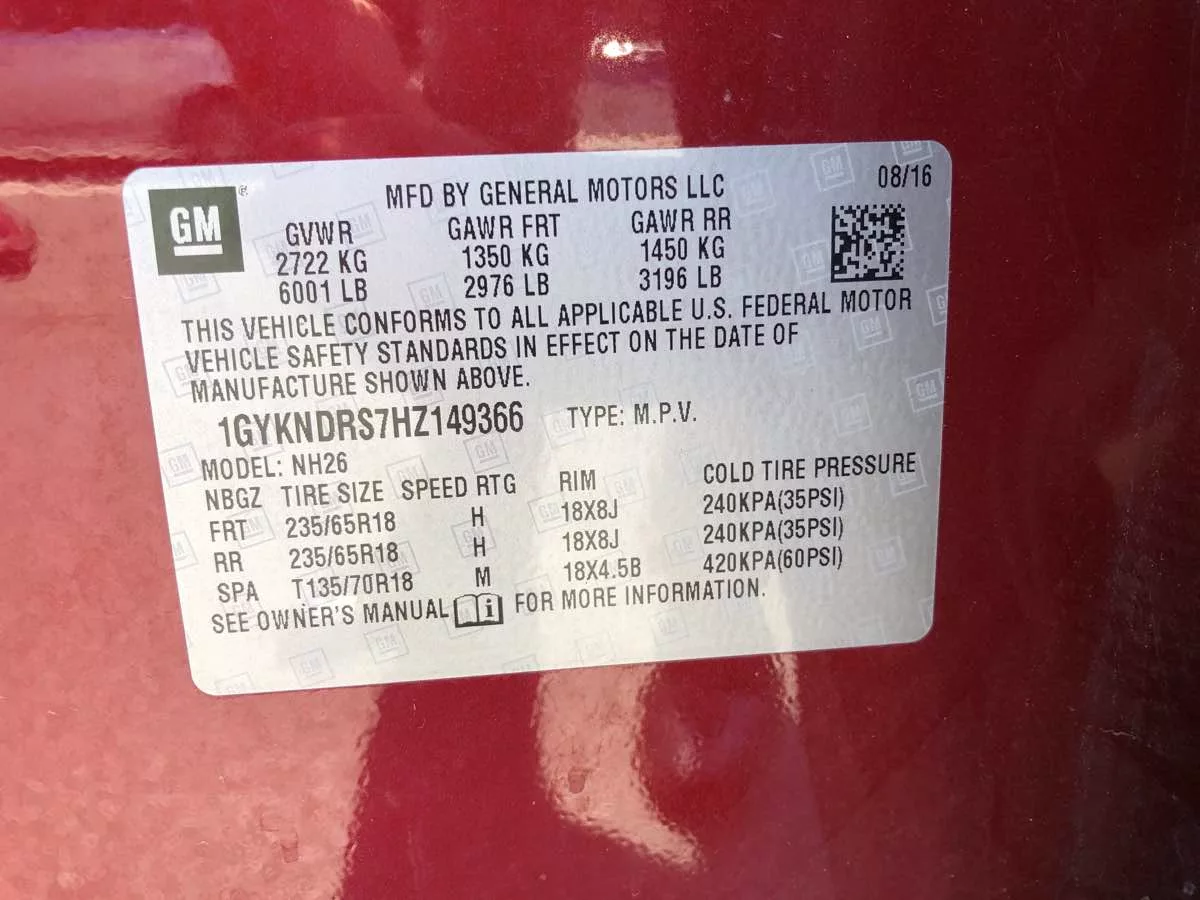 GM ®
MFD BY GENERAL MOTORS LLC 08/16
GVWR GAWR FRT GAWR RR
2722 KG 1350 KG 1450 KG
6001 LB 2976 LB 3196 LB
THIS VEHICLE CONFORMS TO ALL APPLICABLE U.S. FEDERAL MOTOR
VEHICLE SAFETY STANDARDS IN EFFECT ON THE DATE OF
MANUFACTURE SHOWN ABOVE.
1GYKNDRS7HZ149366 TYPE: M.P.V.
MODEL: NH26
NBGZ TIRE SIZE SPEED RTG RIM COLD TIRE PRESSURE
FRT 235/65R18 H 18X8J 240KPA(35PSI)
RR 235/65R18 H 18X8J 240KPA(35PSI)
SPA T135/70R18 M 18X4.5B 420KPA(60PSI)
SEE OWNER'S MANUAL i FOR MORE INFORMATION.